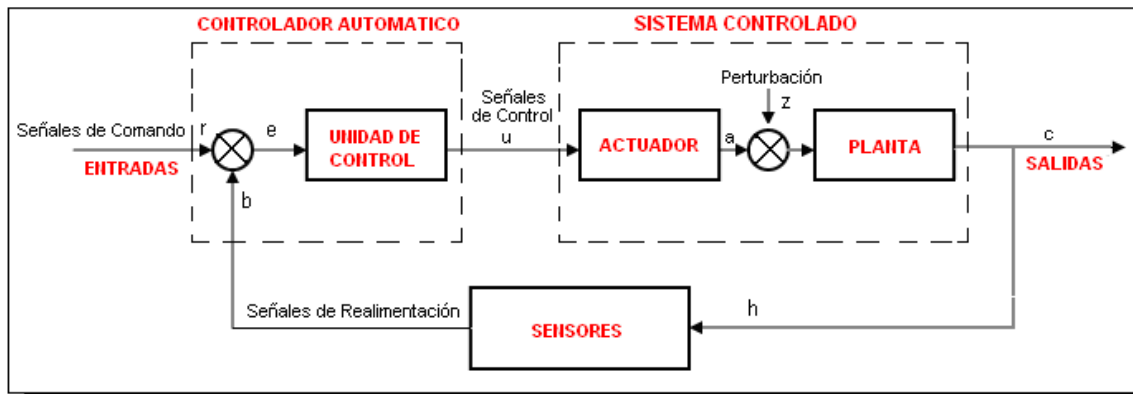 CONTROLADOR AUTOMATICO
SISTEMA CONTROLADO
Perturbación
z
Señales
de Control
u
Señales de Comando
r
e
UNIDAD DE
CONTROL
ACTUADOR
a
PLANTA
c
ENTRADAS
SALIDAS
b
Señales de Realimentación
SENSORES
h